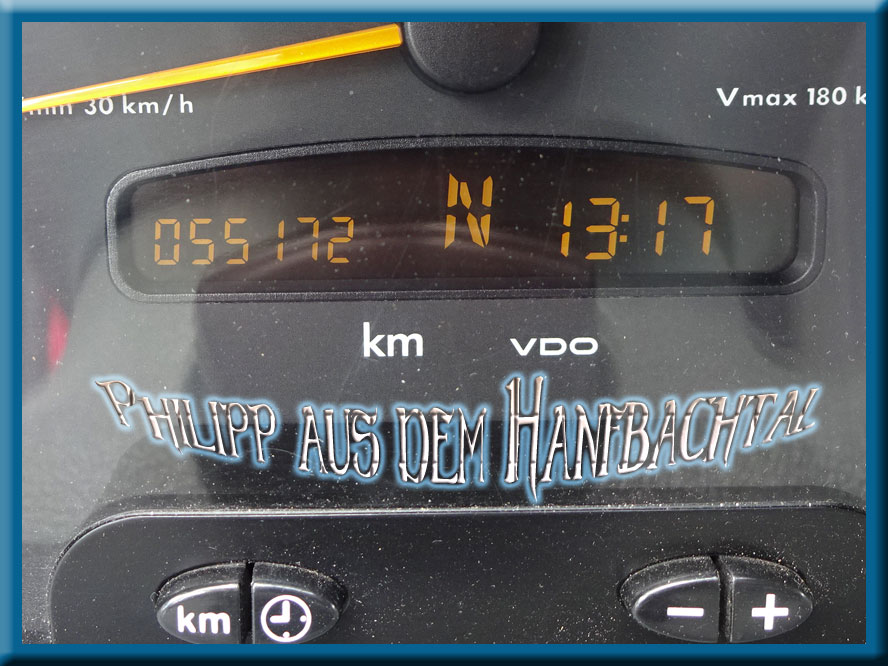 30 km/h
Vmax 180
055172 N 13:17
km VDO
Philipp aus dem Hanfbachtal
km
- +